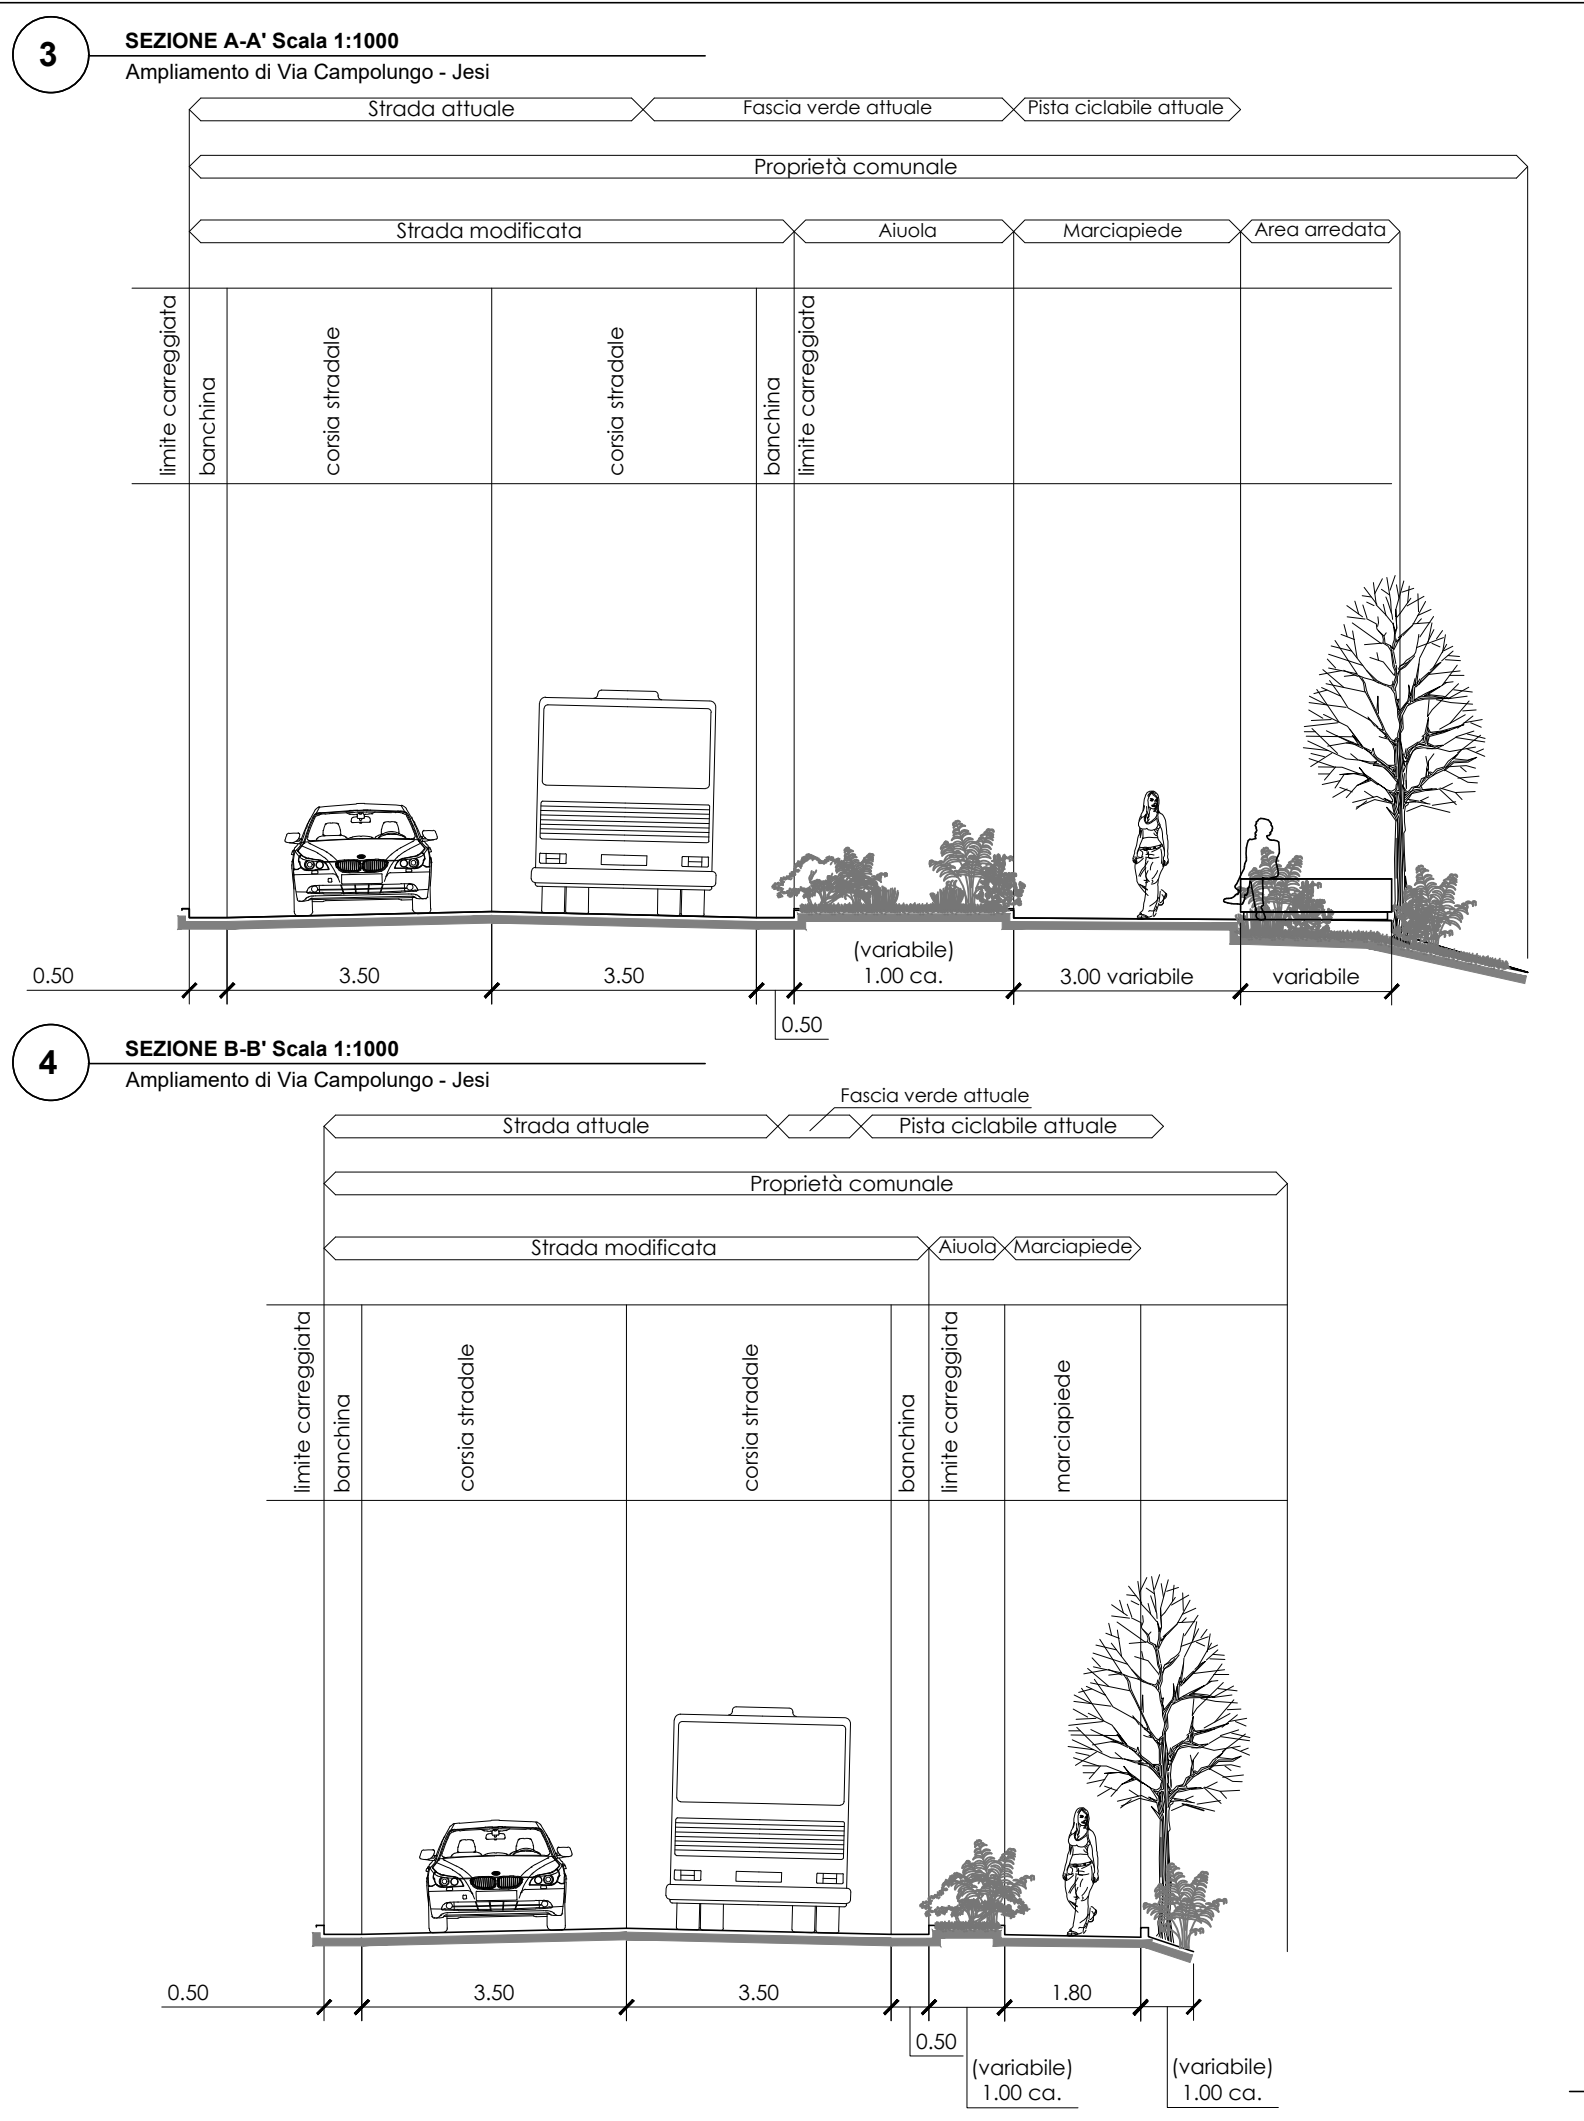 3
SEZIONE A-A' Scala 1:1000
Ampliamento di Via Campolungo - Jesi
Strada attuale
Fascia verde attuale
Pista ciclabile attuale
Proprietà comunale
Strada modificata
Aiuola
Marciapiede
Area arredata
limite carreggiata
banchina
corsia stradale
corsia stradale
banchina
limite carreggiata
0.50
3.50
3.50
0.50
(variabile)
1.00 ca.
3.00 variabile
variabile
4
SEZIONE B-B' Scala 1:1000
Ampliamento di Via Campolungo - Jesi
Fascia verde attuale
Strada attuale
Pista ciclabile attuale
Proprietà comunale
Strada modificata
Aiuola
Marciapiede
limite carreggiata
banchina
corsia stradale
corsia stradale
banchina
limite carreggiata
marciapiede
0.50
3.50
3.50
1.80
0.50
(variabile)
1.00 ca.
(variabile)
1.00 ca.